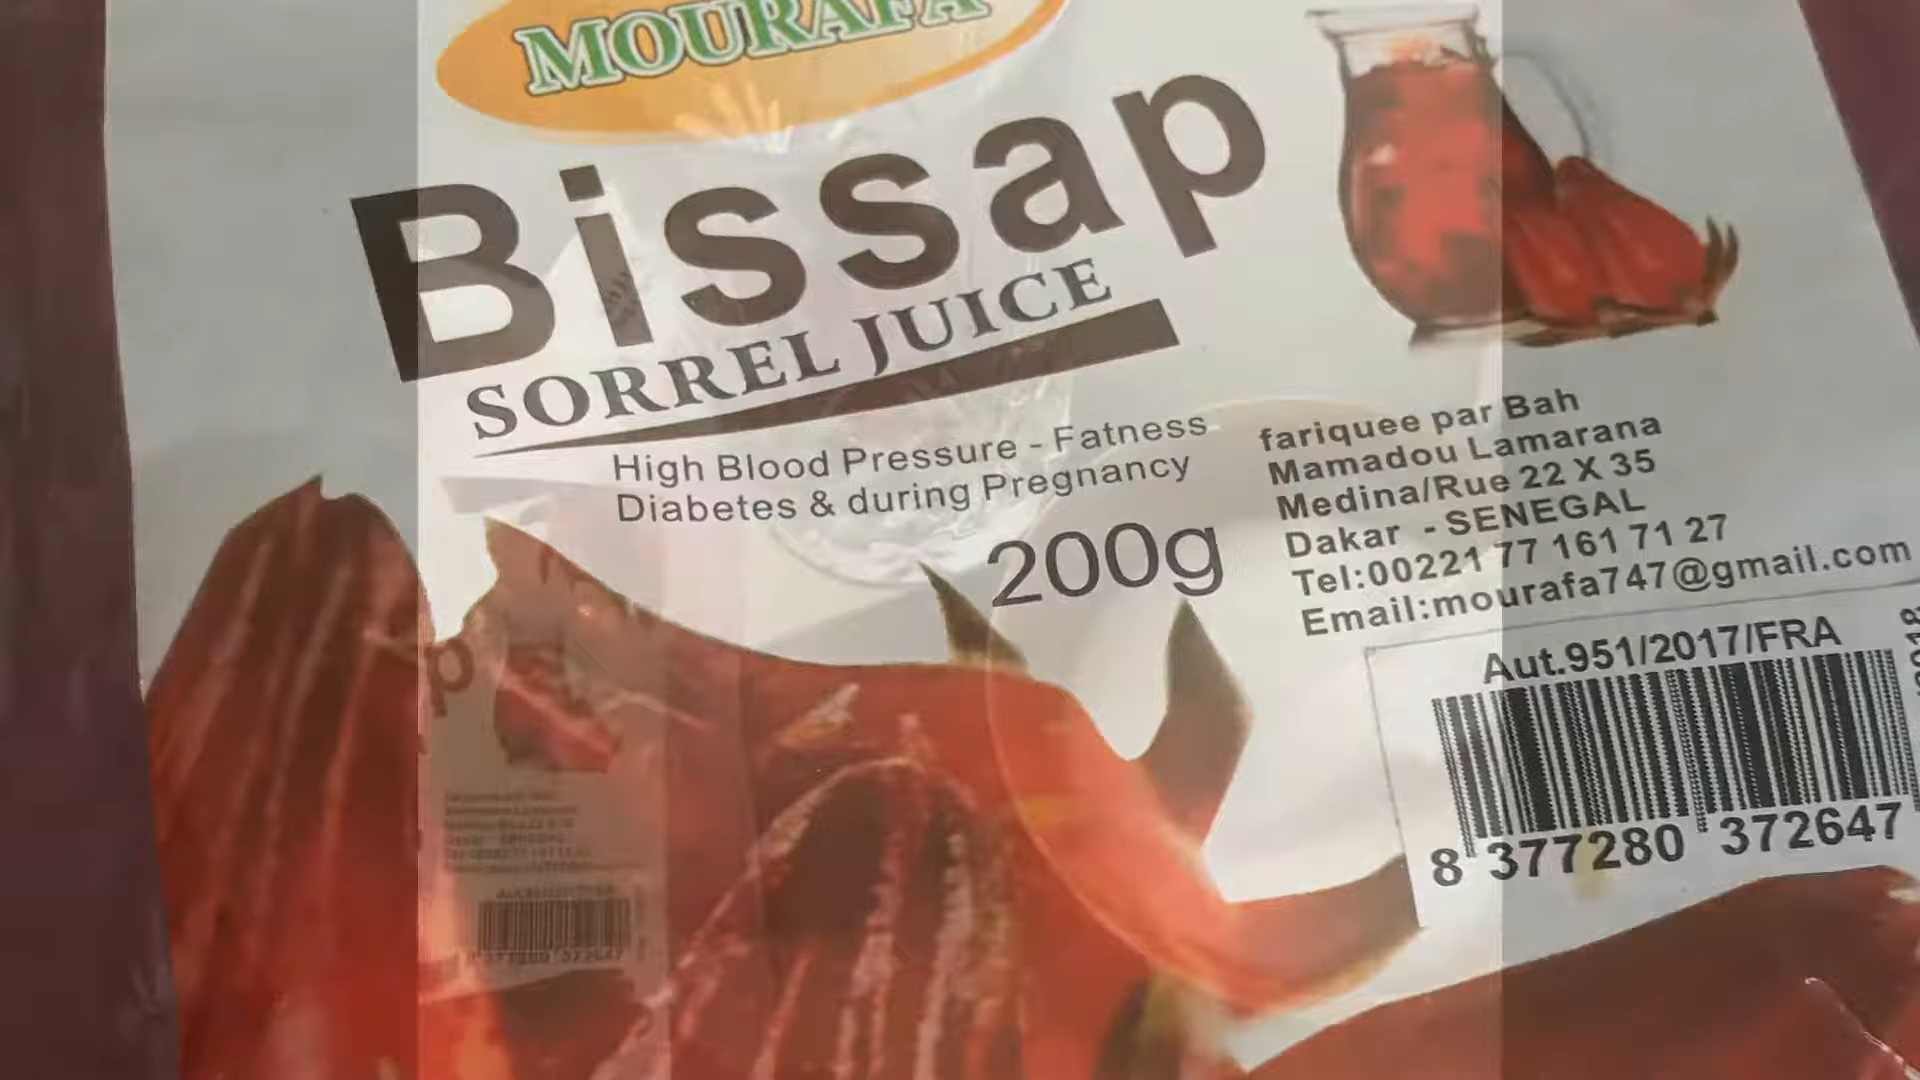 MOURAFA
Bissap
SORREL JUICE
High Blood Pressure - Fatness
Diabetes & during Pregnancy
200g
fariquee par Bah
Mamadou Lamarana
Medina/Rue 22 X 35
Dakar - SENEGAL
Tel:00221 77 161 71 27
Email:mourafa747@gmail.com
Aut.951/2017/FRA
8 377280 372647